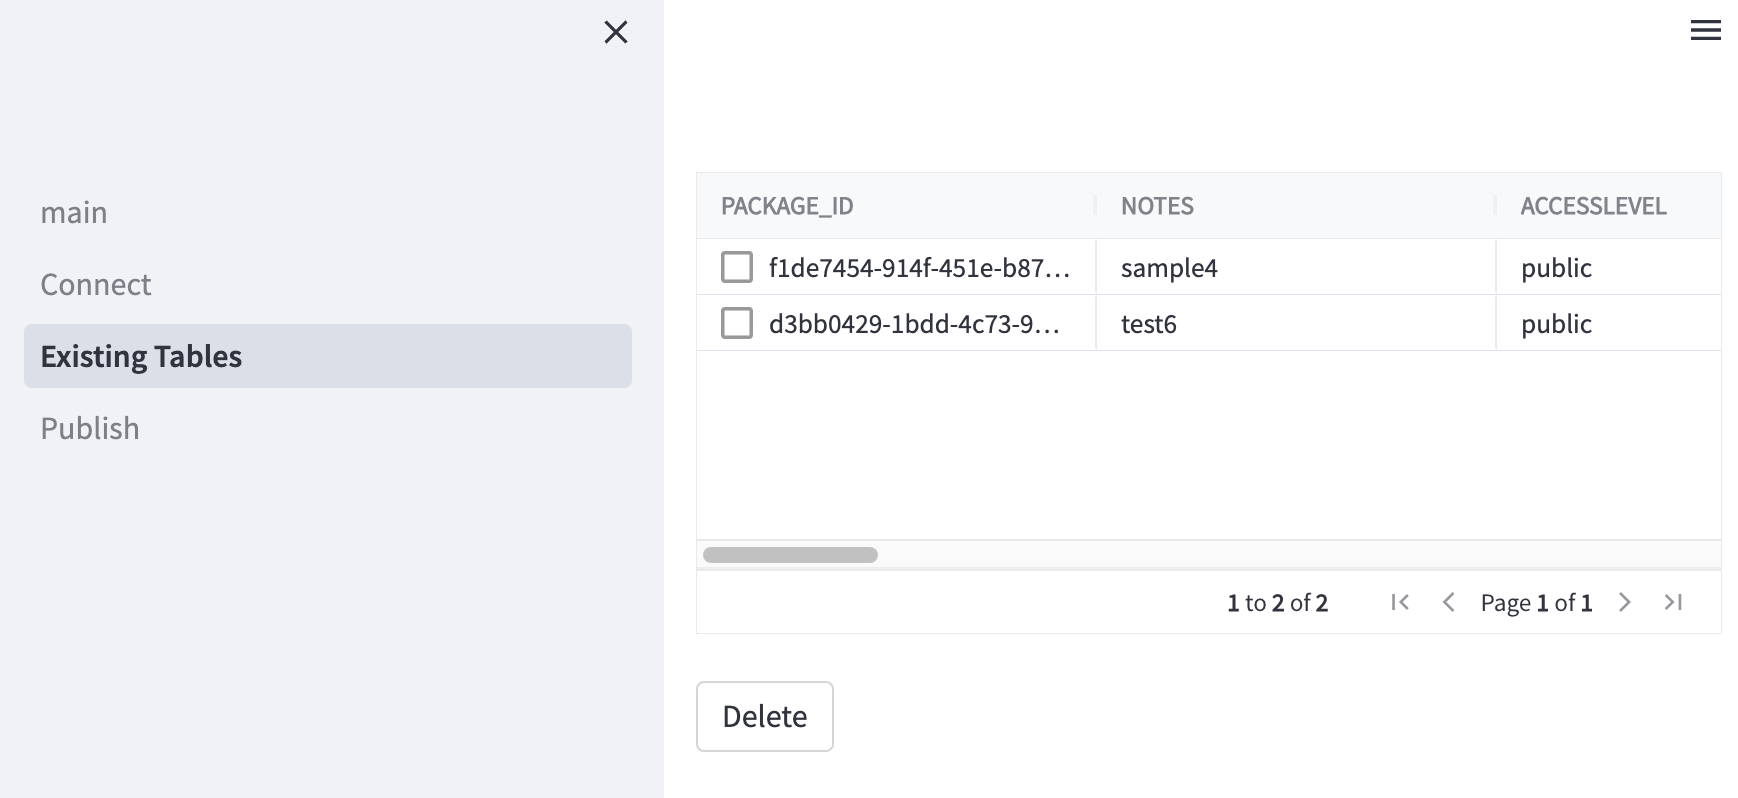 main
Connect
Existing Tables
Publish
PACKAGE_ID NOTES ACCESSLEVEL
f1de7454-914f-451e-b87... sample4 public
d3bb0429-1bdd-4c73-9... test6 public
1 to 2 of 2 Page 1 of 1
Delete